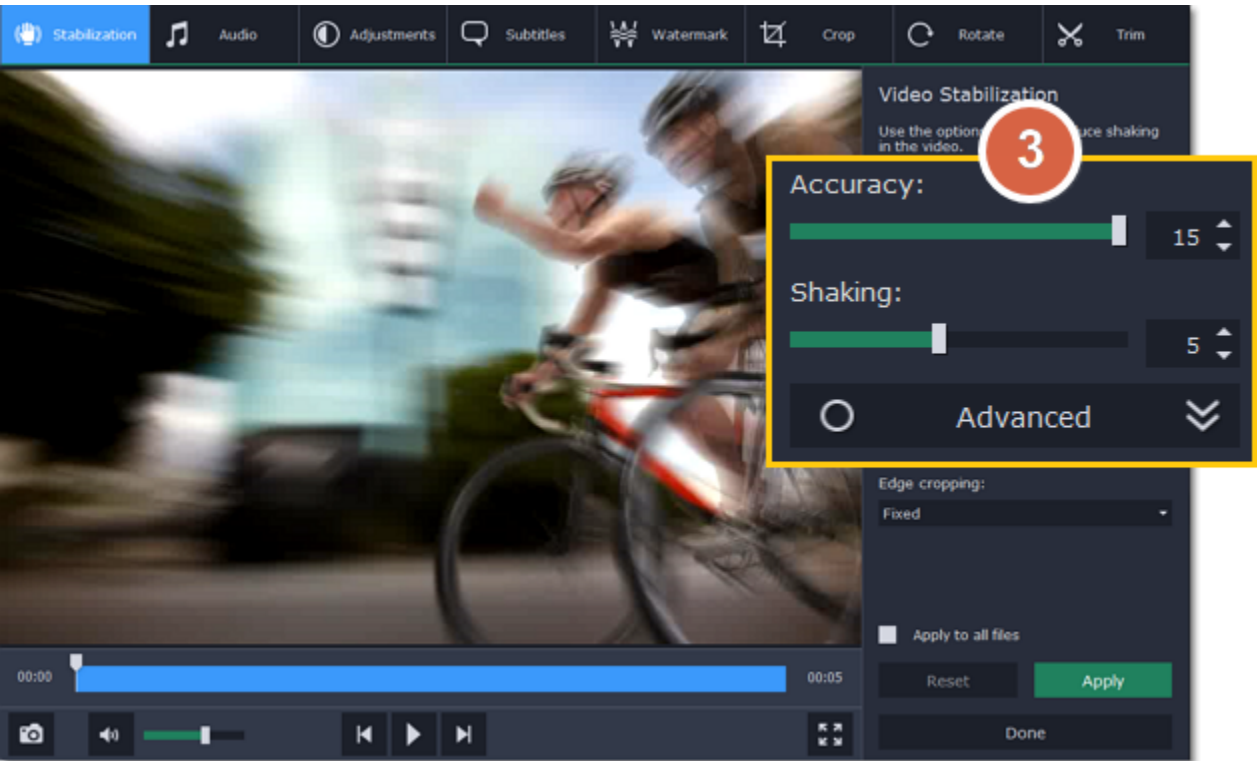 Stabilization
Audio
Adjustments
Subtitles
Watermark
Crop
Rotate
Trim
Video Stabilization
Use the options uce shaking
in the video.
3
Accuracy:
15
Shaking:
5
Advanced
Edge cropping:
Fixed
Apply to all files
00:00
00:05
Reset
Apply
Done